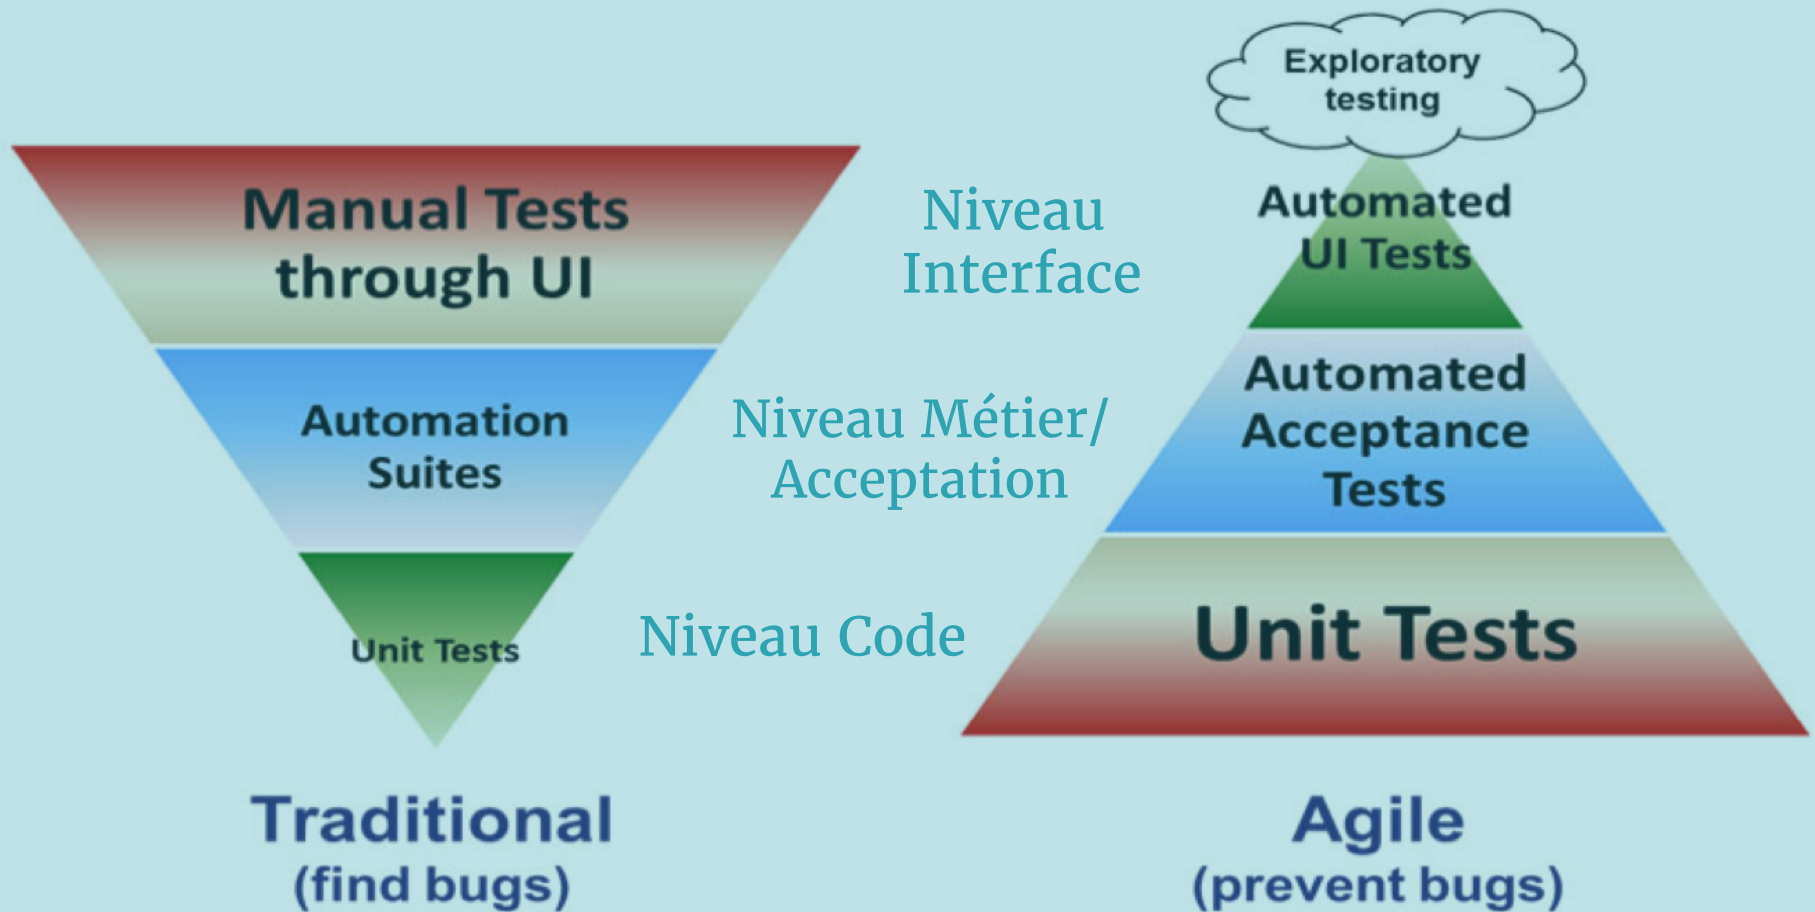 Exploratory
testing
Manual Tests
through UI
Niveau
Interface
Automated
UI Tests
Automation
Suites
Niveau Métier/
Acceptation
Automated
Acceptance
Tests
Unit Tests
Niveau Code
Unit Tests
Traditional
(find bugs)
Agile
(prevent bugs)